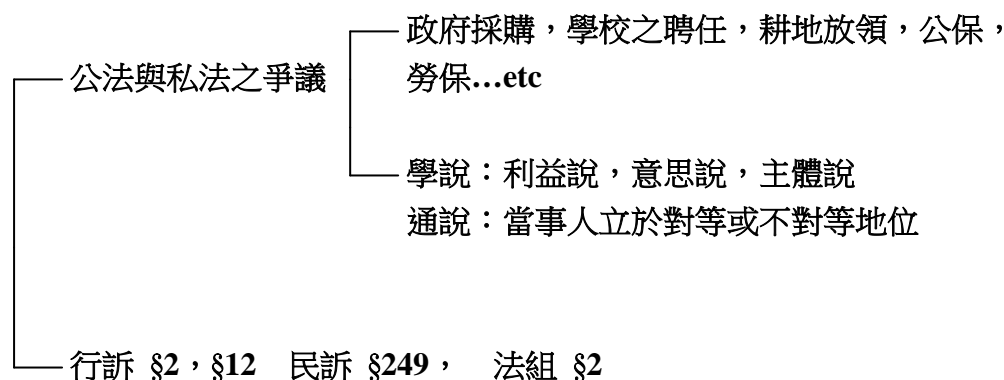 政府採購，學校之聘任，耕地放領，公保，
公法與私法之爭議
勞保…etc
學說：利益說，意思說，主體說
通說：當事人立於對等或不對等地位
行訴 §2，§12 民訴 §249， 法組 §2